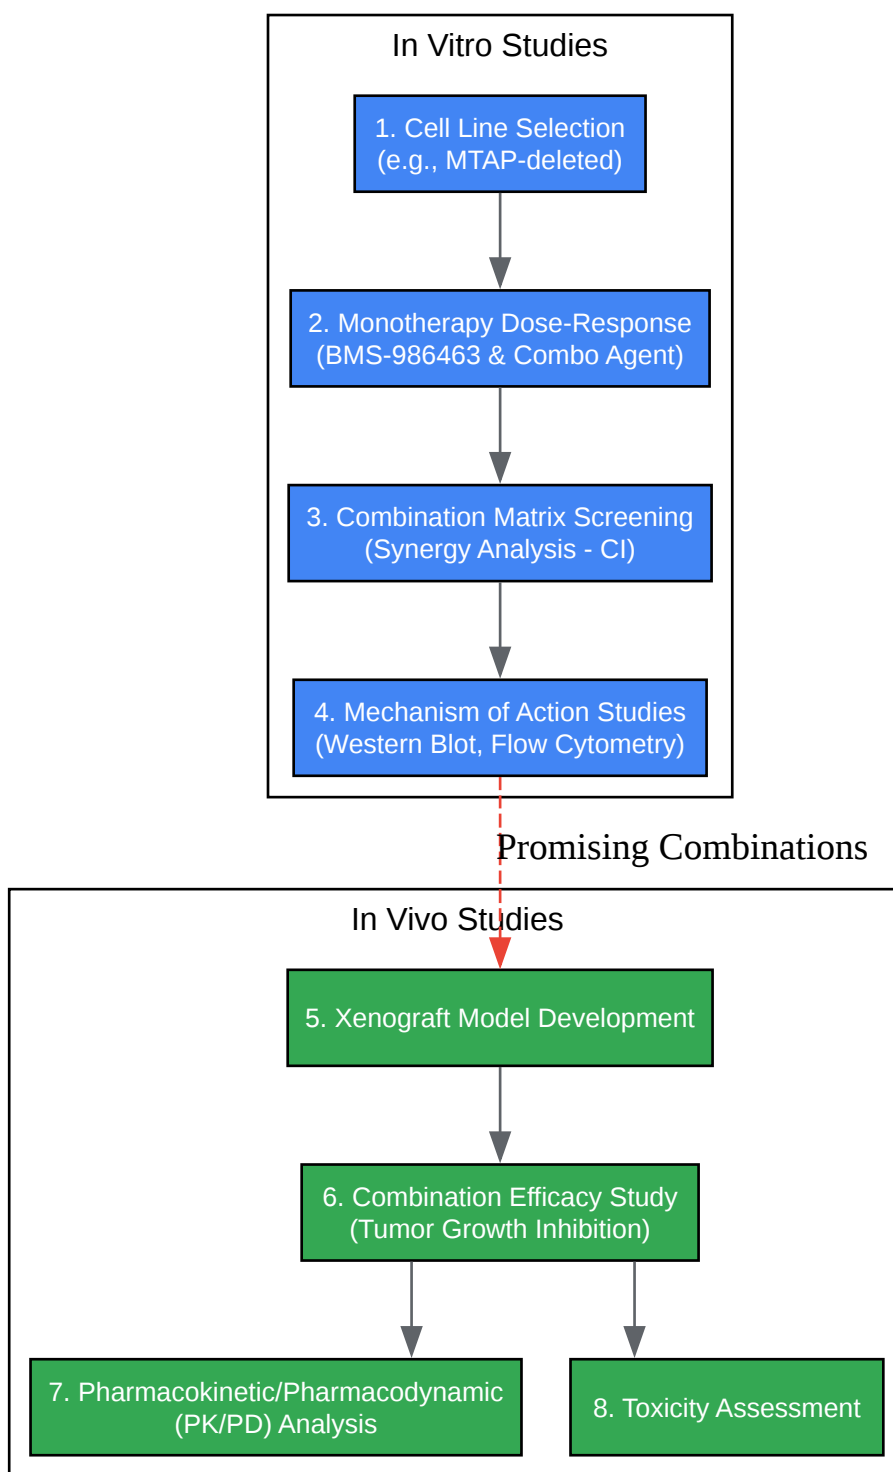 In Vitro Studies
1. Cell Line Selection
(e.g., MTAP-deleted)
2. Monotherapy Dose-Response
(BMS-986463 & Combo Agent)
3. Combination Matrix Screening
(Synergy Analysis - CI)
4. Mechanism of Action Studies
(Western Blot, Flow Cytometry)
Promising Combinations
In Vivo Studies
5. Xenograft Model Development
6. Combination Efficacy Study
(Tumor Growth Inhibition)
7. Pharmacokinetic/Pharmacodynamic
(PK/PD) Analysis
8. Toxicity Assessment